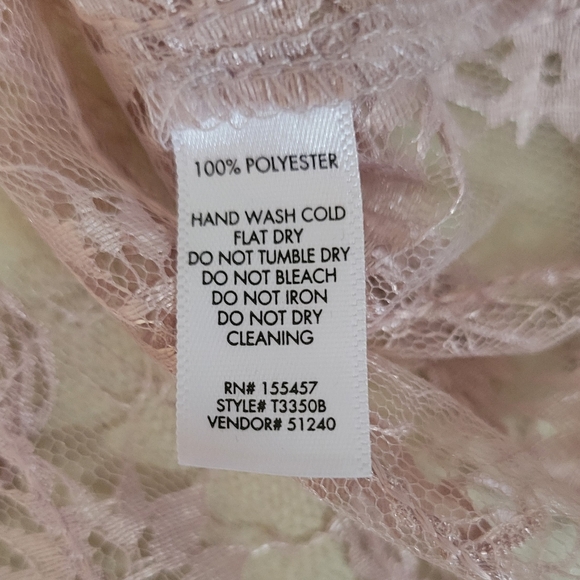 100% POLYESTER
HAND WASH COLD
FLAT DRY
DO NOT TUMBLE DRY
DO NOT BLEACH
DO NOT IRON
DO NOT DRY
CLEANING
RN# 155457
STYLE# T3350B
VENDOR# 51240